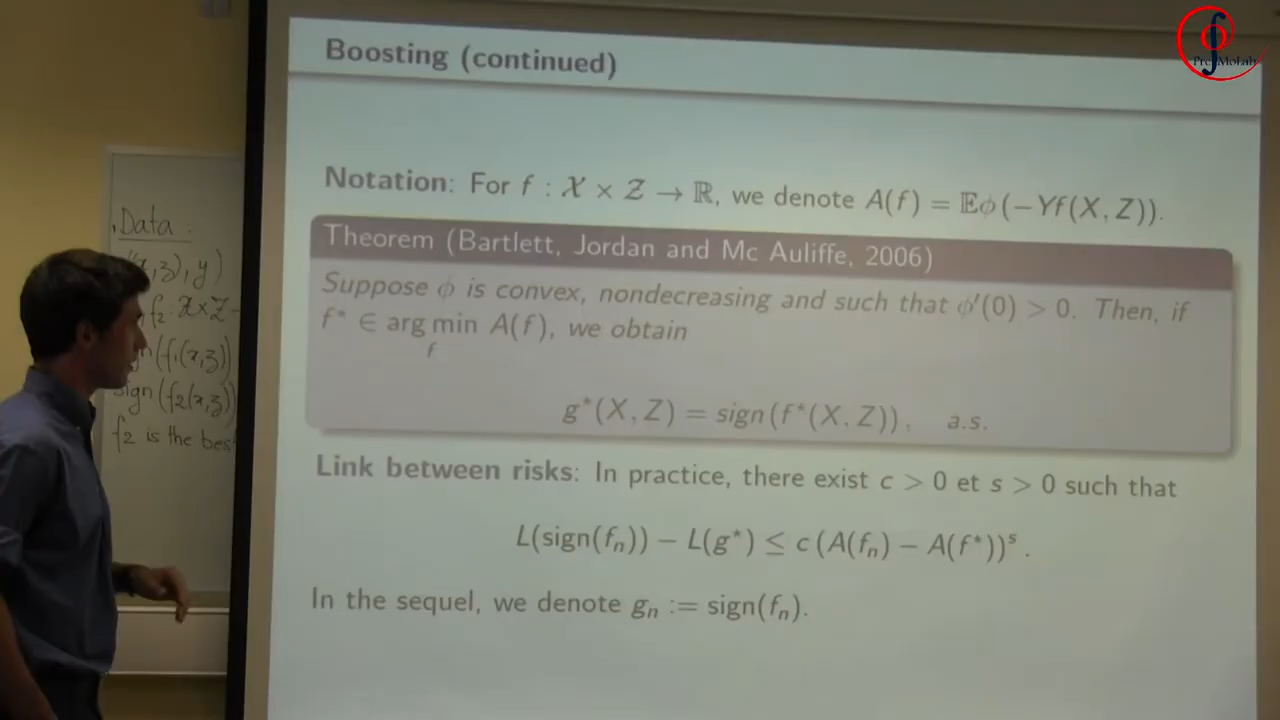 Boosting (continued)
Notation: For f : X × Z → ℝ, we denote A(f) = 𝔼ϕ(−Yf(X, Z)).
Theorem (Bartlett, Jordan and Mc Auliffe, 2006)
Suppose ϕ is convex, nondecreasing and such that ϕ′(0) > 0. Then, if
f* ∈ arg min A(f), we obtain
f
g*(X, Z) = sign(f*(X, Z)), a.s.
Link between risks: In practice, there exist c > 0 et s > 0 such that
L(sign(fₙ)) − L(g*) ≤ c (A(fₙ) − A(f*))ˢ.
In the sequel, we denote gₙ := sign(fₙ).
Data :
,z), y)
f₂: X×Z
(f₁(x,z))
sign(f₂(x,z))
f₂ is the bes
PreMoLab